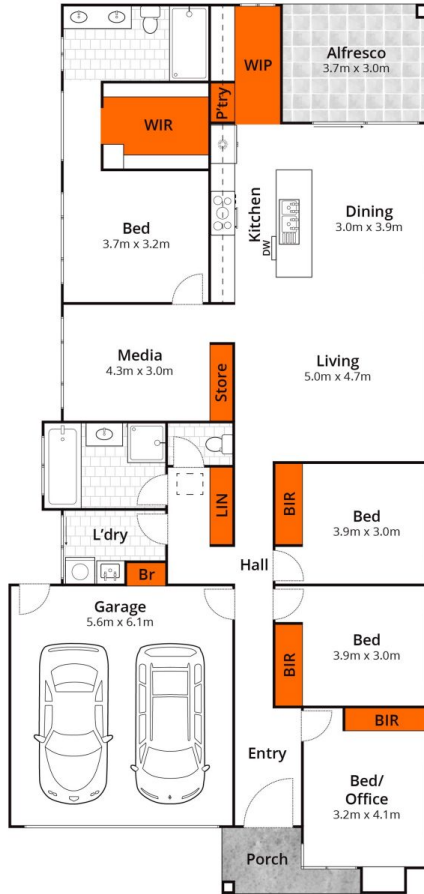 WIP
Alfresco
3.7m x 3.0m
P'try
WIR
Bed
3.7m x 3.2m
Kitchen
DW
Dining
3.0m x 3.9m
Media
4.3m x 3.0m
Store
Living
5.0m x 4.7m
LIN
BIR
Bed
3.9m x 3.0m
L'dry
Br
Hall
Garage
5.6m x 6.1m
BIR
Bed
3.9m x 3.0m
BIR
Entry
Bed/
Office
3.2m x 4.1m
Porch